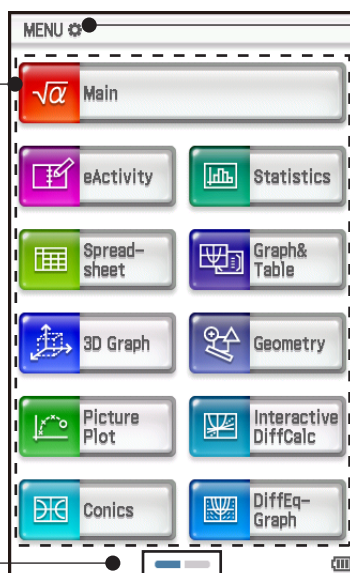 MENU
√α Main
eActivity
Statistics
Spread-
sheet
Graph&
Table
3D Graph
Geometry
Picture
Plot
Interactive
DiffCalc
Conics
DiffEq-
Graph